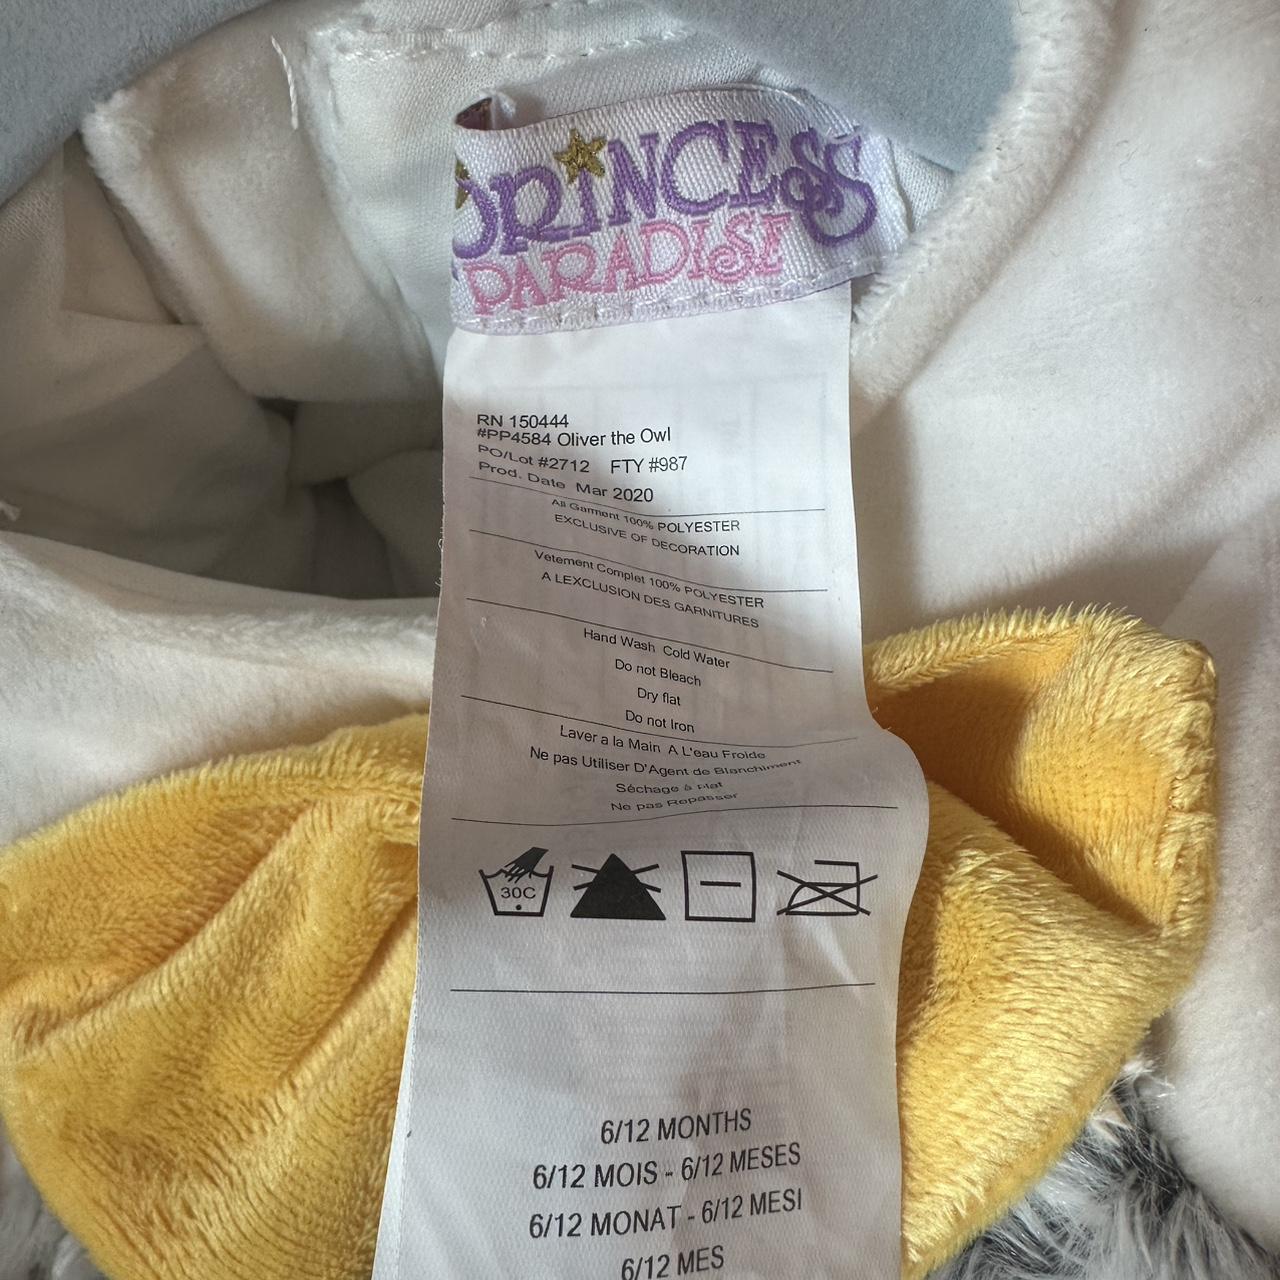 PRINCESS
PARADISE
RN 150444
#PP4584 Oliver the Owl
PO/Lot #2712 FTY #987
Prod. Date Mar 2020
All Garment 100% POLYESTER
EXCLUSIVE OF DECORATION
Vetement Complet 100% POLYESTER
A LEXCLUSION DES GARNITURES
Hand Wash Cold Water
Do not Bleach
Dry flat
Do not Iron
Laver a la Main A L'eau Froide
Ne pas Utiliser D'Agent de Blanchiment
Séchage à plat
Ne pas Repasser
30C
6/12 MONTHS
6/12 MOIS - 6/12 MESES
6/12 MONAT - 6/12 MESI
6/12 MES